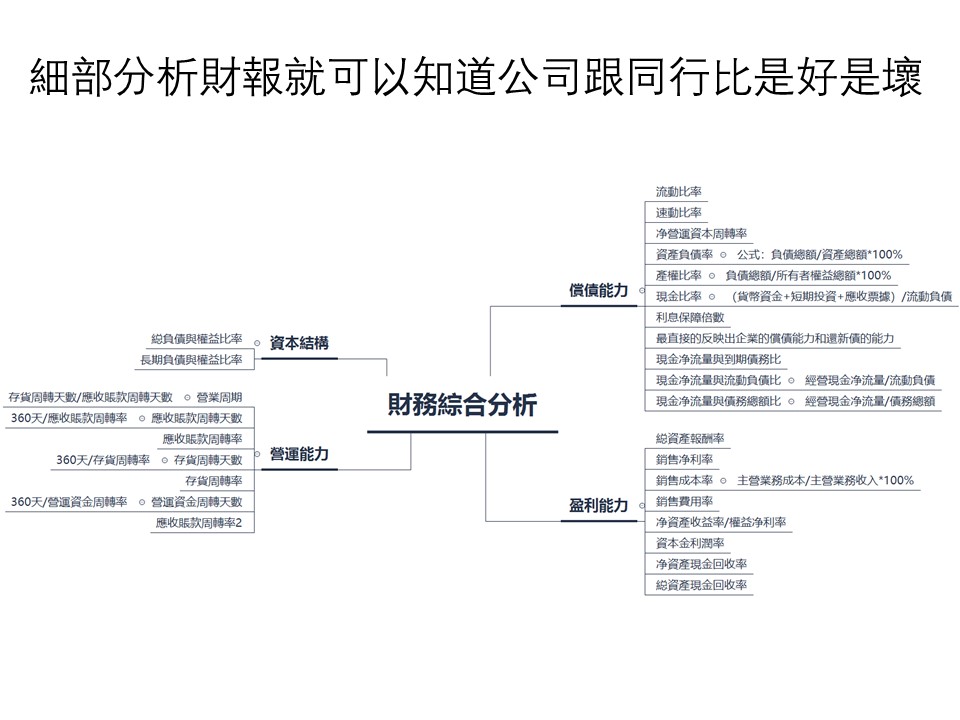 細部分析財報就可以知道公司跟同行比是好是壞
財務綜合分析
償債能力
流動比率
速動比率
净營運資本周轉率
資產負債率 公式：負債總額/資產總額*100%
產權比率 負債總額/所有者權益總額*100%
現金比率 （貨幣資金+短期投資+應收票據）/流動負債
利息保障倍數
最直接的反映出企業的償債能力和還新債的能力
現金净流量與到期債務比
現金净流量與流動負債比 經營現金净流量/流動負債
現金净流量與債務總額比 經營現金净流量/債務總額
盈利能力
縂資產報酬率
銷售净利率
銷售成本率 主營業務成本/主營業務收入*100%
銷售費用率
净資產收益率/權益净利率
資本金利潤率
净資產現金回收率
縂資產現金回收率
縂負債與權益比率 資本結構
長期負債與權益比率
營運能力
存貨周轉天數/應收賬款周轉天數 營業周期
360天/應收賬款周轉率 應收賬款周轉天數
應收賬款周轉率
360天/存貨周轉率 存貨周轉天數
存貨周轉率
360天/營運資金周轉率 營運資金周轉天數
應收賬款周轉率2